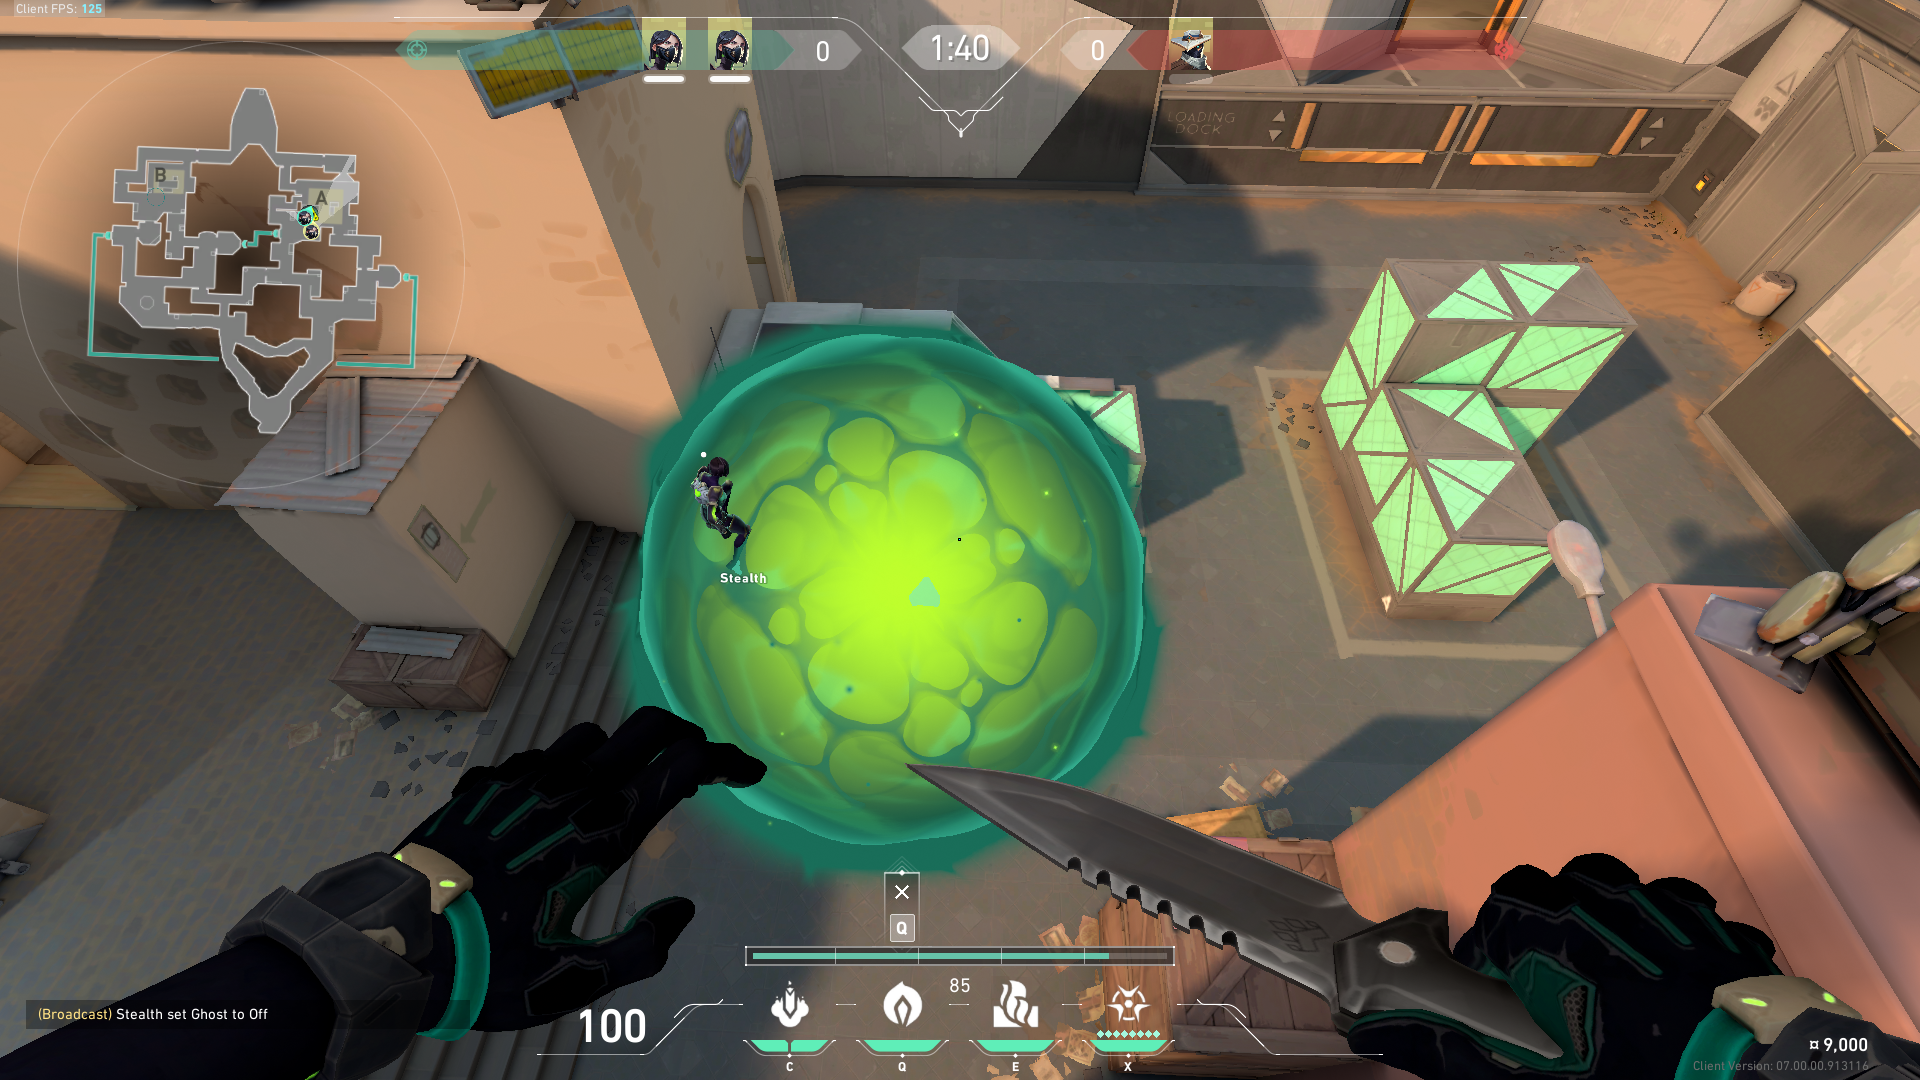 Client FPS: 125
0
1:40
0
LOADING
DOCK
B
A
Stealth
Q
85
(Broadcast) Stealth set Ghost to Off
100
C
Q
E
X
¤ 9,000
Client Version: 07.00.00.913116